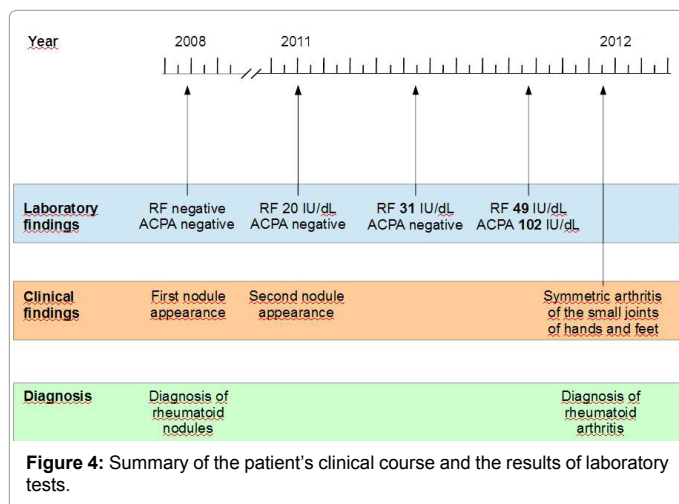 Year 2008 2011 2012
Laboratory findings
RF negative
ACPA negative
RF 20 IU/dL
ACPA negative
RF 31 IU/dL
ACPA negative
RF 49 IU/dL
ACPA 102 IU/dL
Clinical findings
First nodule
appearance
Second nodule
appearance
Symmetric arthritis
of the small joints
of hands and feet
Diagnosis
Diagnosis of
rheumatoid
nodules
Diagnosis of
rheumatoid
arthritis
Figure 4: Summary of the patient's clinical course and the results of laboratory
tests.